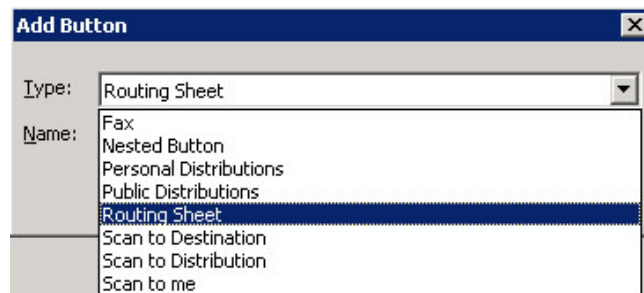 Add Button
Type: Routing Sheet
Name:
Fax
Nested Button
Personal Distributions
Public Distributions
Routing Sheet
Scan to Destination
Scan to Distribution
Scan to me